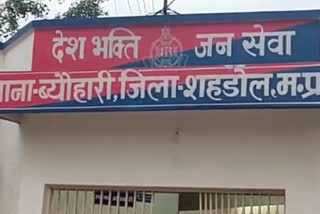 देश भक्ति जन सेवा
थाना-ब्यौहारी,जिला-शहडोल,म.प्र